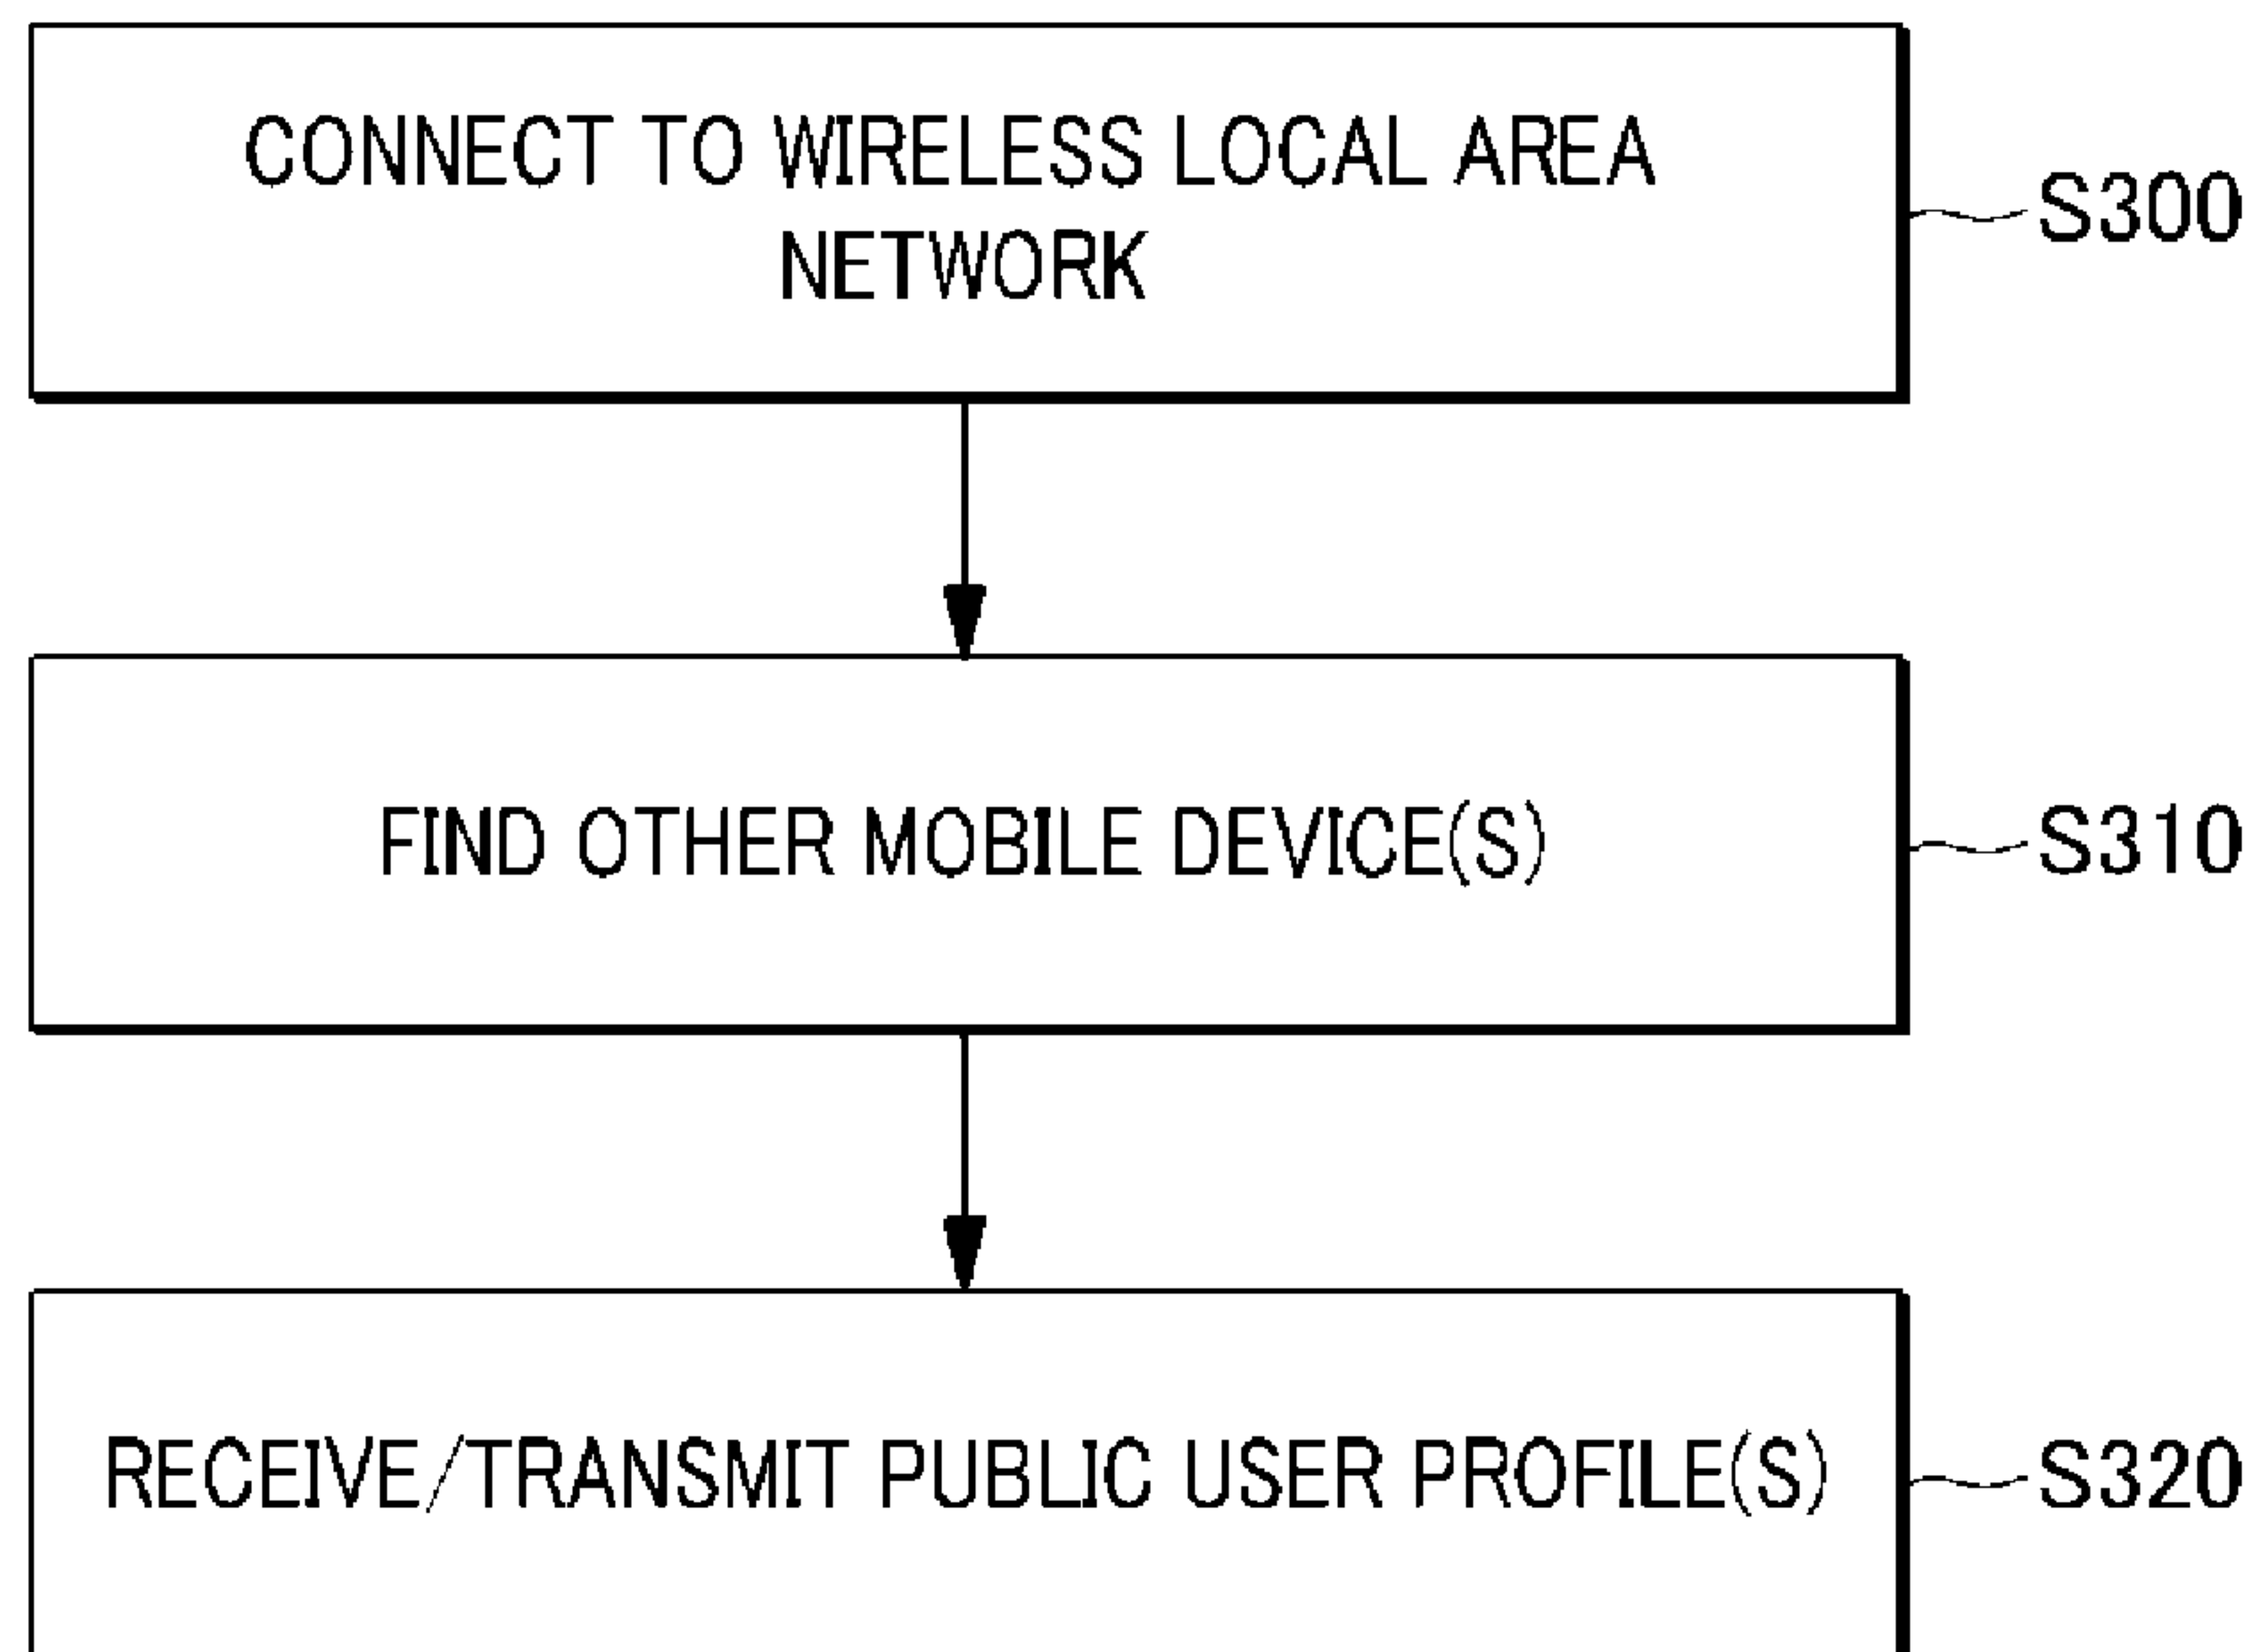 CONNECT TO WIRELESS LOCAL AREA
NETWORK
S300
FIND OTHER MOBILE DEVICE(S)
S310
RECEIVE/TRANSMIT PUBLIC USER PROFILE(S)
S320